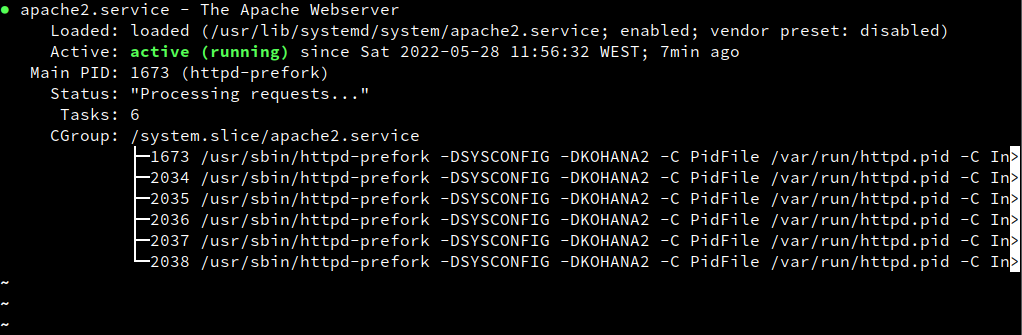 ● apache2.service - The Apache Webserver
Loaded: loaded (/usr/lib/systemd/system/apache2.service; enabled; vendor preset: disabled)
Active: active (running) since Sat 2022-05-28 11:56:32 WEST; 7min ago
Main PID: 1673 (httpd-prefork)
Status: "Processing requests..."
Tasks: 6
CGroup: /system.slice/apache2.service
├─1673 /usr/sbin/httpd-prefork -DSYSCONFIG -DKOHANA2 -C PidFile /var/run/httpd.pid -C In>
├─2034 /usr/sbin/httpd-prefork -DSYSCONFIG -DKOHANA2 -C PidFile /var/run/httpd.pid -C In>
├─2035 /usr/sbin/httpd-prefork -DSYSCONFIG -DKOHANA2 -C PidFile /var/run/httpd.pid -C In>
├─2036 /usr/sbin/httpd-prefork -DSYSCONFIG -DKOHANA2 -C PidFile /var/run/httpd.pid -C In>
├─2037 /usr/sbin/httpd-prefork -DSYSCONFIG -DKOHANA2 -C PidFile /var/run/httpd.pid -C In>
└─2038 /usr/sbin/httpd-prefork -DSYSCONFIG -DKOHANA2 -C PidFile /var/run/httpd.pid -C In>
~
~
~